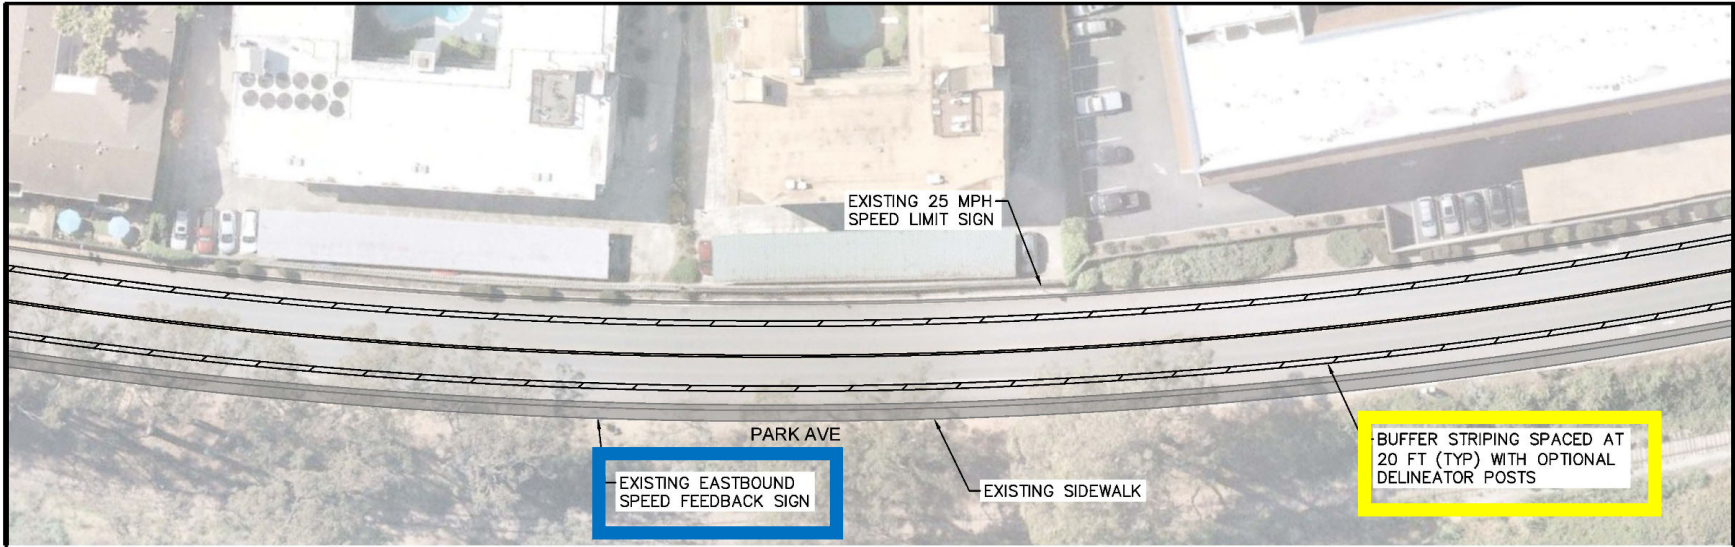 EXISTING 25 MPH
SPEED LIMIT SIGN
PARK AVE
EXISTING EASTBOUND
SPEED FEEDBACK SIGN
EXISTING SIDEWALK
BUFFER STRIPING SPACED AT
20 FT (TYP) WITH OPTIONAL
DELINEATOR POSTS